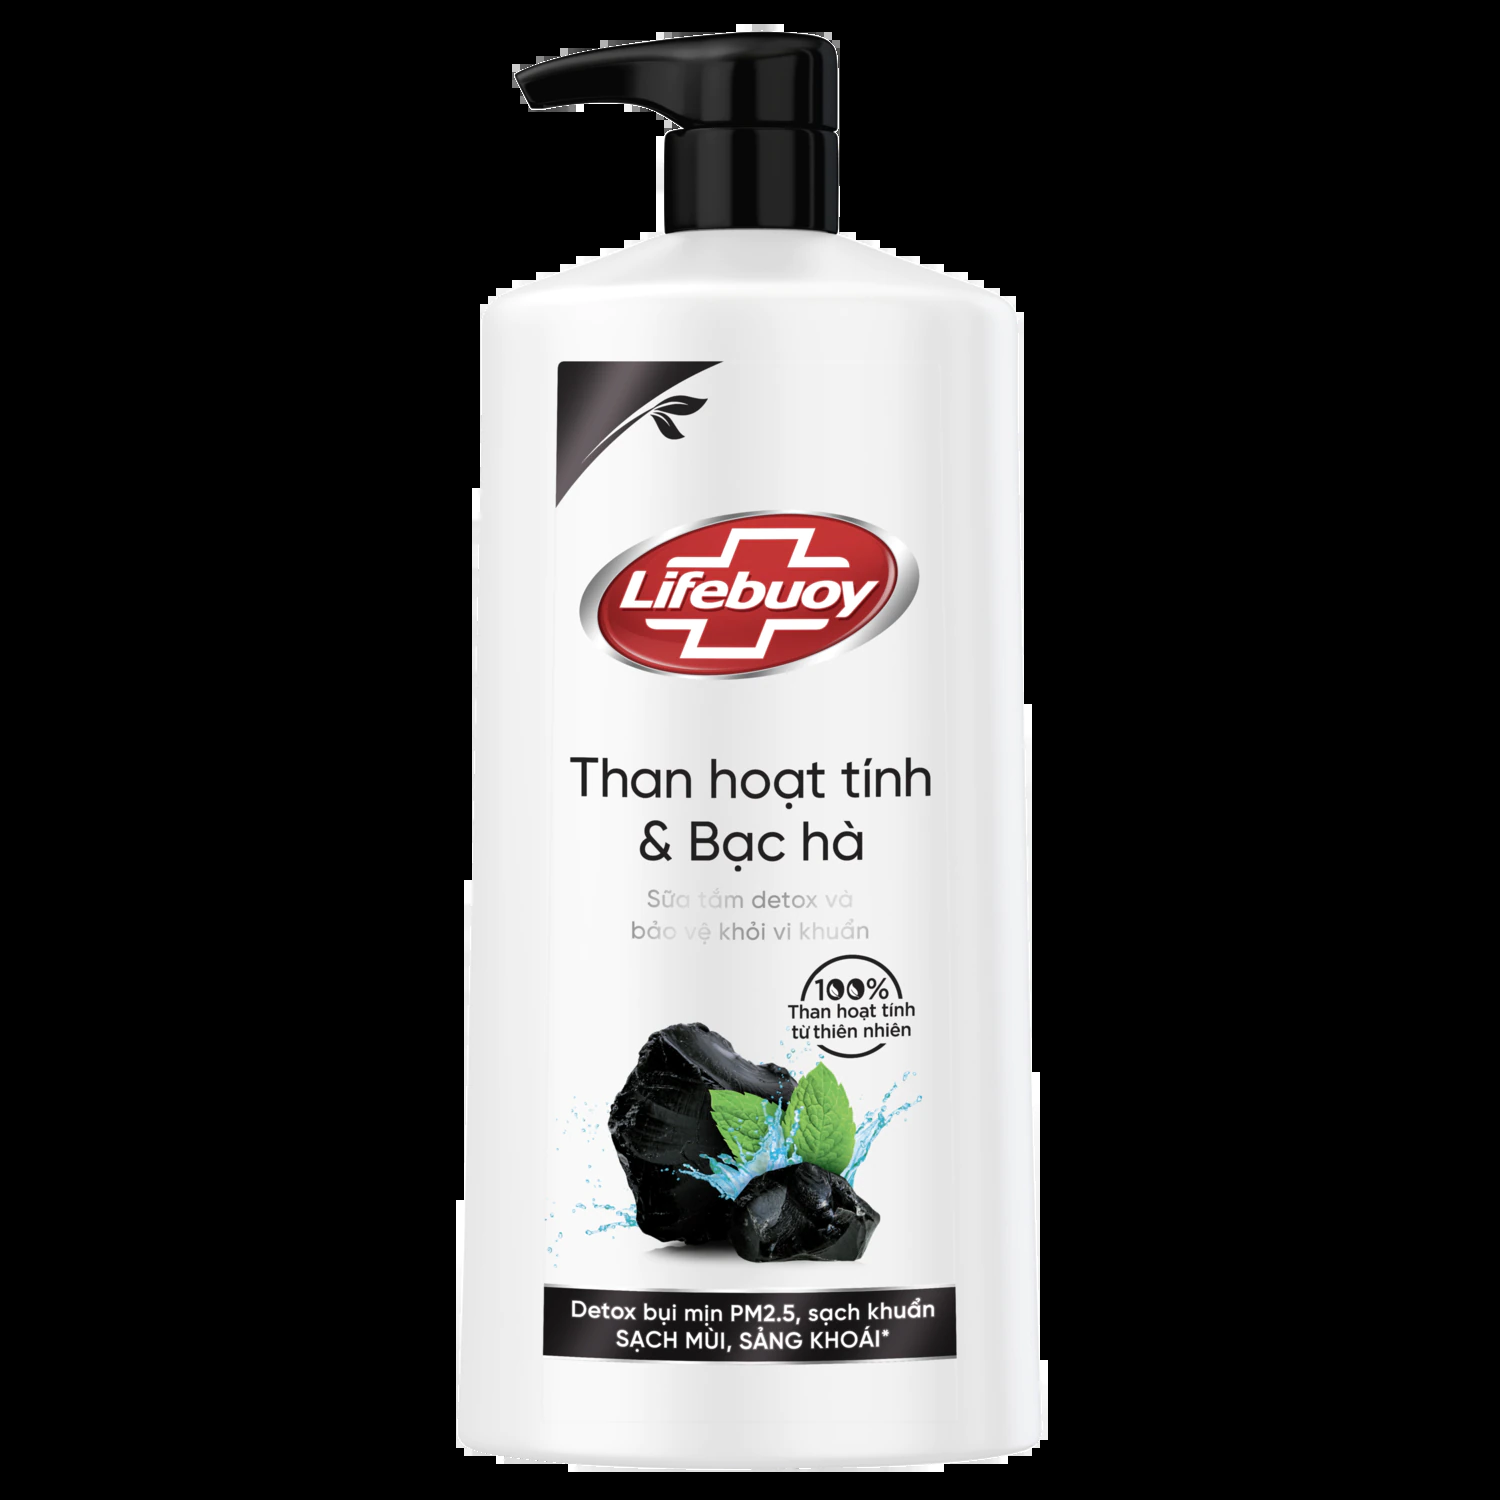 Lifebuoy
Than hoạt tính
& Bạc hà
Sữa tắm detox và
bảo vệ khỏi vi khuẩn
100%
Than hoạt tính
từ thiên nhiên
Detox bụi mịn PM2.5, sạch khuẩn
SẠCH MÙI, SẢNG KHOÁI*